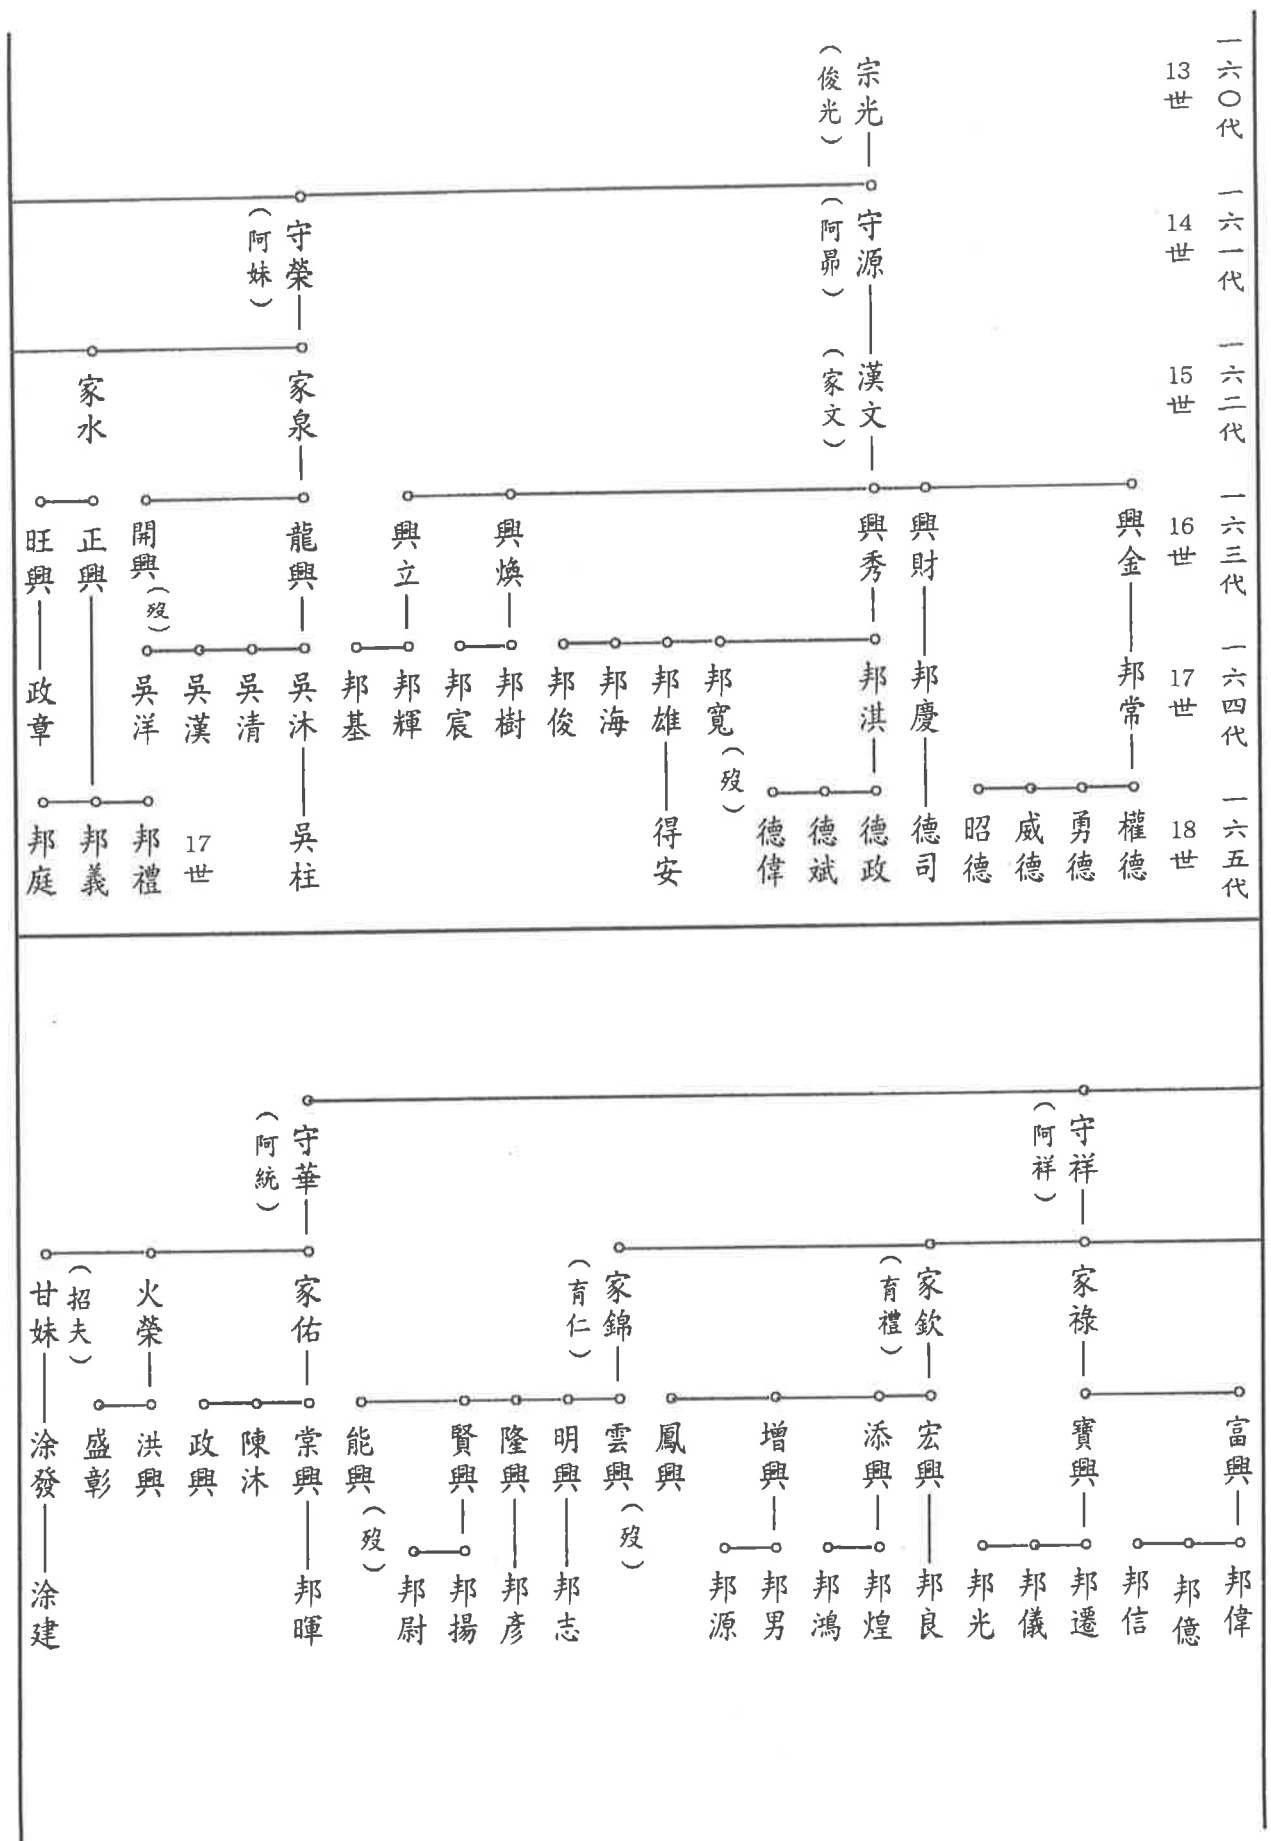 一六〇代
一六一代
一六二代
一六三代
一六四代
一六五代
13世
14世
15世
16世
17世
18世
宗光
(俊光)
守源
(阿昴)
守榮
(阿妹)
漢文
(家文)
家泉
家水
興金
興財
興秀
興煥
興立
龍興
開興
(歿)
正興
旺興
邦常
邦慶
邦淇
邦寬
(歿)
邦雄
邦海
邦俊
邦樹
邦宸
邦輝
邦基
吳沐
吳清
吳漢
吳洋
政章
權德
勇德
威德
昭德
德司
德政
德斌
德偉
得安
吳柱
17世
邦禮
邦義
邦庭
守祥
(阿祥)
守華
(阿統)
家祿
家欽
(育禮)
家錦
(育仁)
家佑
火榮
(招夫)
甘妹
富興
寶興
宏興
添興
增興
鳳興
雲興
(歿)
明興
隆興
賢興
能興
(歿)
棠興
陳沐
政興
洪興
盛彰
涂發
邦偉
邦億
邦信
邦遷
邦儀
邦光
邦良
邦煌
邦鴻
邦男
邦源
邦志
邦彥
邦揚
邦尉
邦暉
涂建